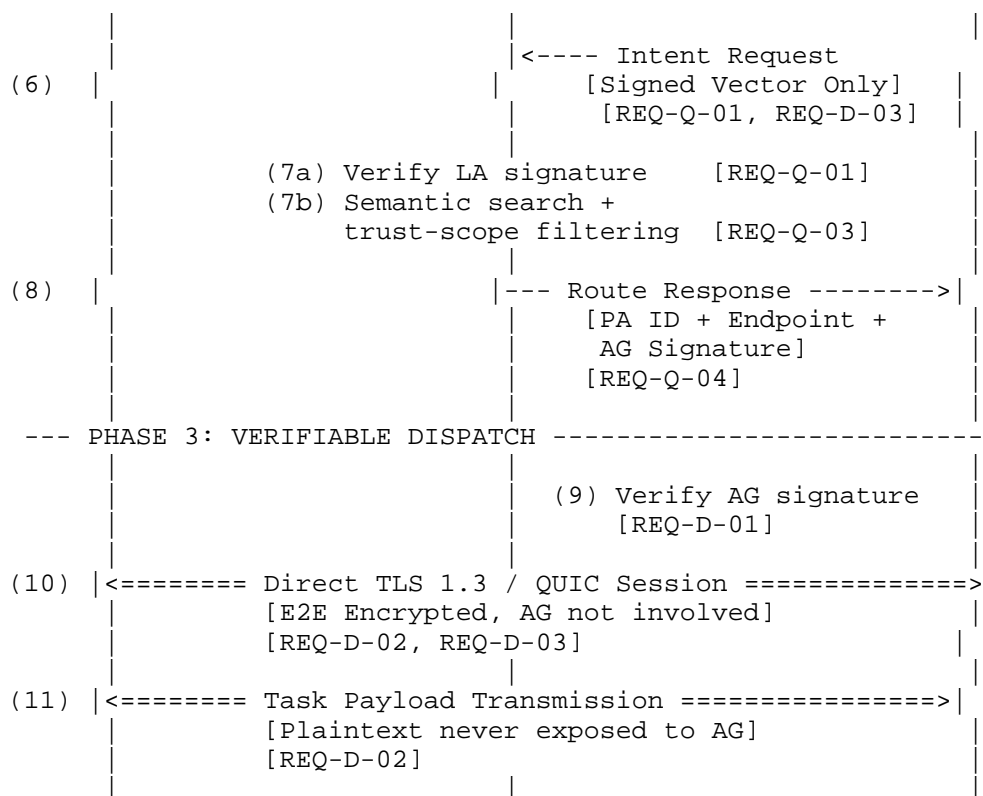 |                         |                            |
|                         |<---- Intent Request
(6)  |                         |     [Signed Vector Only]   |
|                         |      [REQ-Q-01, REQ-D-03]  |
|                         |                            |
|         (7a) Verify LA signature    [REQ-Q-01]       |
|         (7b) Semantic search +                       |
|              trust-scope filtering  [REQ-Q-03]       |
|                         |                            |
(8)  |                         |--- Route Response -------->|
|                         |    [PA ID + Endpoint +     |
|                         |     AG Signature]          |
|                         |    [REQ-Q-04]              |
|                         |                            |
--- PHASE 3: VERIFIABLE DISPATCH ---------------------------
|                         |                            |
|                         |  (9) Verify AG signature   |
|                         |      [REQ-D-01]            |
|                         |                            |
(10) |<======== Direct TLS 1.3 / QUIC Session ==============>
|         [E2E Encrypted, AG not involved]             |
|         [REQ-D-02, REQ-D-03]                        |
|                         |                            |
(11) |<======== Task Payload Transmission ================>|
|         [Plaintext never exposed to AG]              |
|         [REQ-D-02]                                   |
|                         |                            |